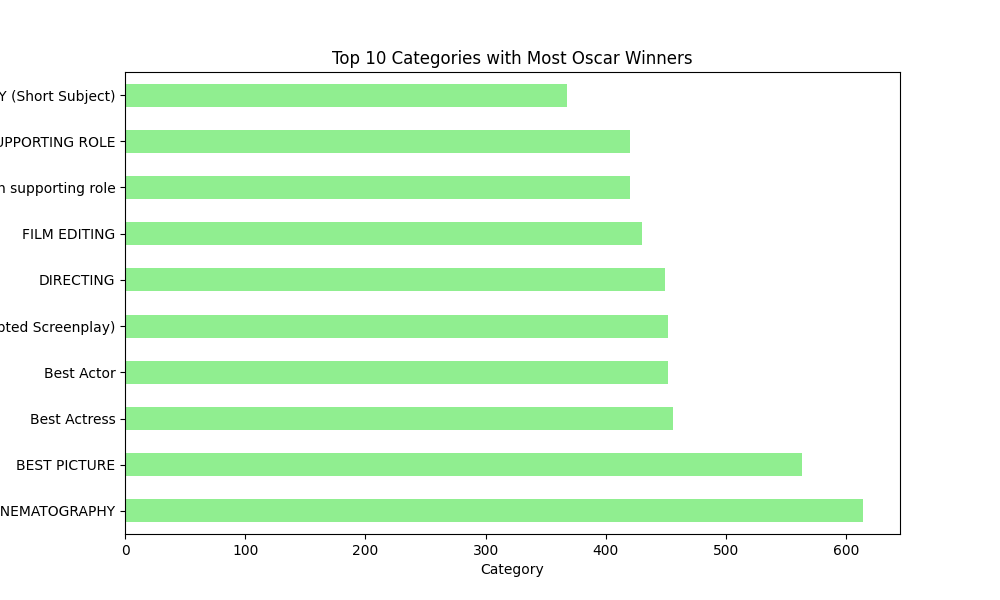 Top 10 Categories with Most Oscar Winners
Y (Short Subject)
UPPORTING ROLE
n supporting role
FILM EDITING
DIRECTING
pted Screenplay)
Best Actor
Best Actress
BEST PICTURE
NEMATOGRAPHY
0 100 200 300 400 500 600
Category